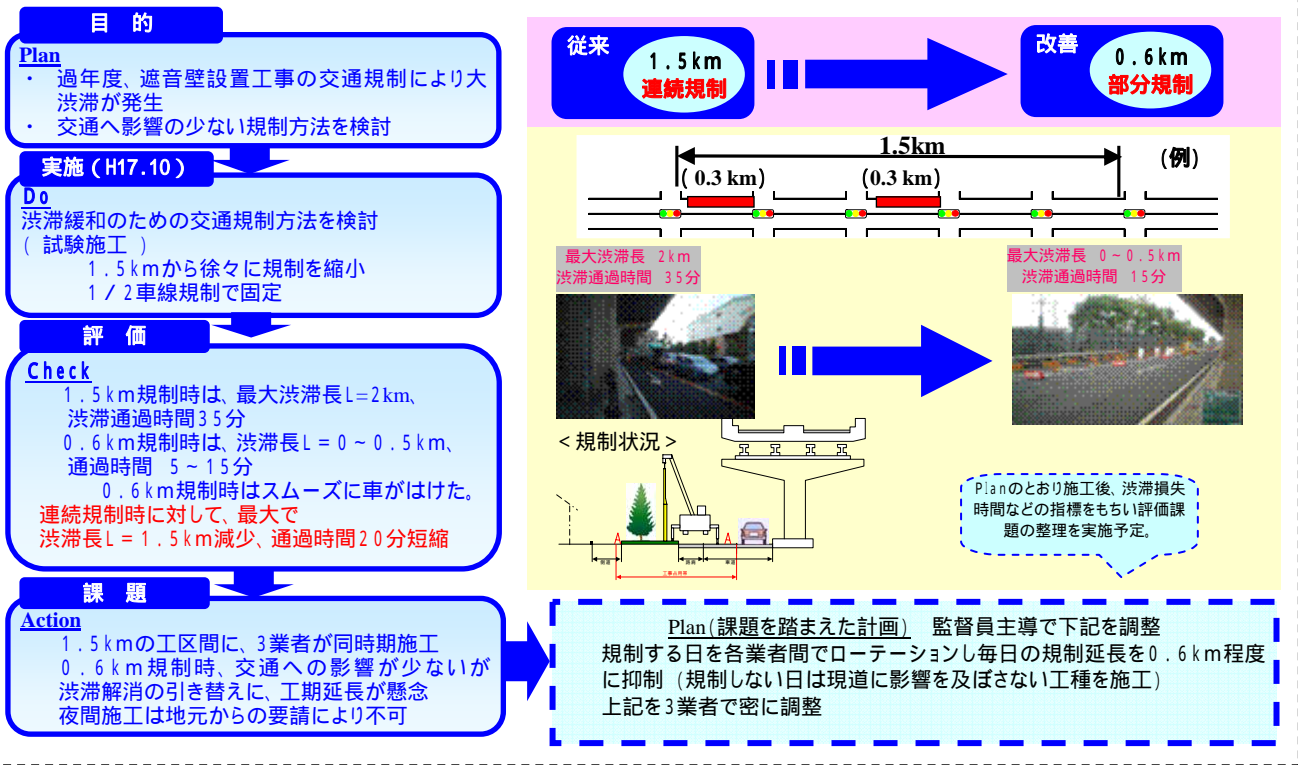 目 的
Plan
・ 過年度、遮音壁設置工事の交通規制により大
渋滞が発生
・ 交通へ影響の少ない規制方法を検討
実施（H17.10）
Do
渋滞緩和のための交通規制方法を検討
( 試験施工 )
1.5kmから徐々に規制を縮小
1/2車線規制で固定
評 価
Check
1.5km規制時は、最大渋滞長L=2km、
渋滞通過時間35分
0.6km規制時は、渋滞長L=0~0.5km、
通過時間 5~15分
0.6km規制時はスムーズに車がはけた。
連続規制時に対して、最大で
渋滞長L=1.5km減少、通過時間20分短縮
課 題
Action
1.5kmの工区間に、3業者が同時期施工
0.6km規制時、交通への影響が少ないが
渋滞解消の引き替えに、工期延長が懸念
夜間施工は地元からの要請により不可
従来
1.5km
連続規制
改善
0.6km
部分規制
1.5km
(例)
( 0.3 km)
(0.3 km)
最大渋滞長 2km
渋滞通過時間 35分
最大渋滞長 0~0.5km
渋滞通過時間 15分
<規制状況>
歩道
路肩
車道
工事占用帯
Planのとおり施工後、渋滞損失
時間などの指標をもちい評価課
題の整理を実施予定。
Plan(課題を踏まえた計画) 監督員主導で下記を調整
規制する日を各業者間でローテーションし毎日の規制延長を0.6km程度
に抑制 (規制しない日は現道に影響を及ぼさない工種を施工)
上記を3業者で密に調整